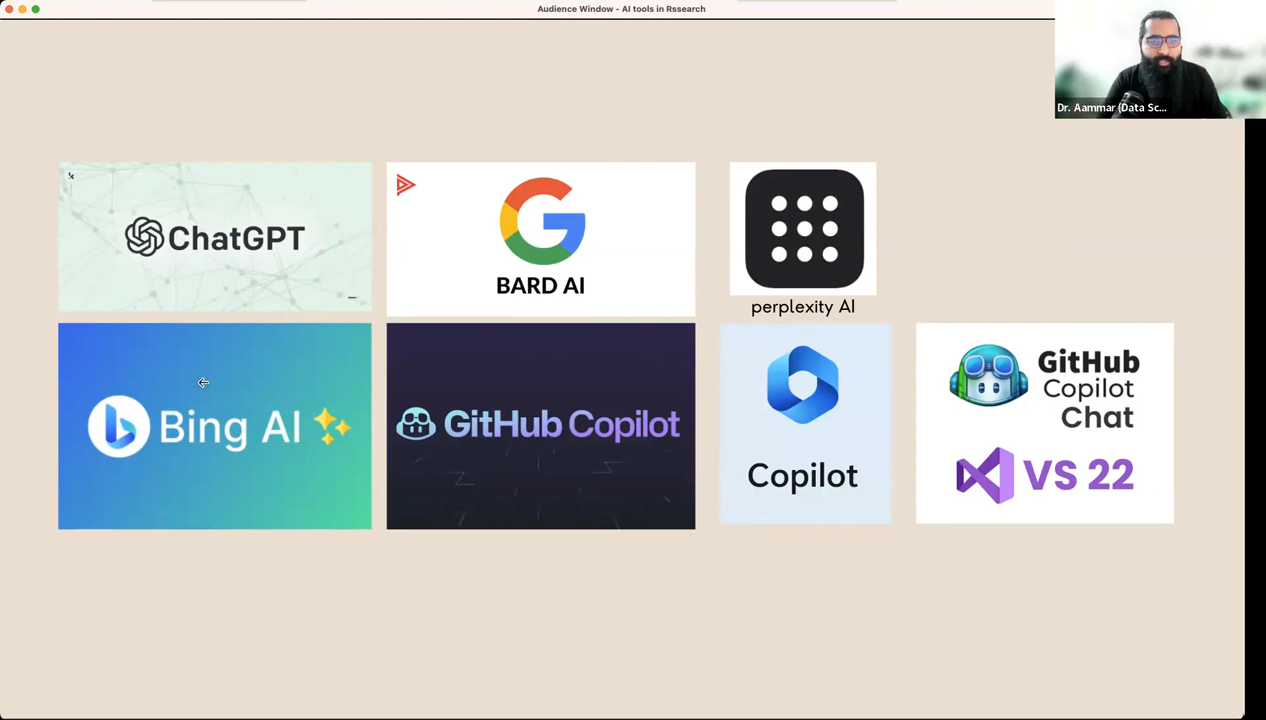 Audience Window - AI tools in Rssearch
Dr. Aammar (Data Sc...
ChatGPT
BARD AI
perplexity AI
Bing AI
GitHub Copilot
Copilot
GitHub
Copilot
Chat
VS 22